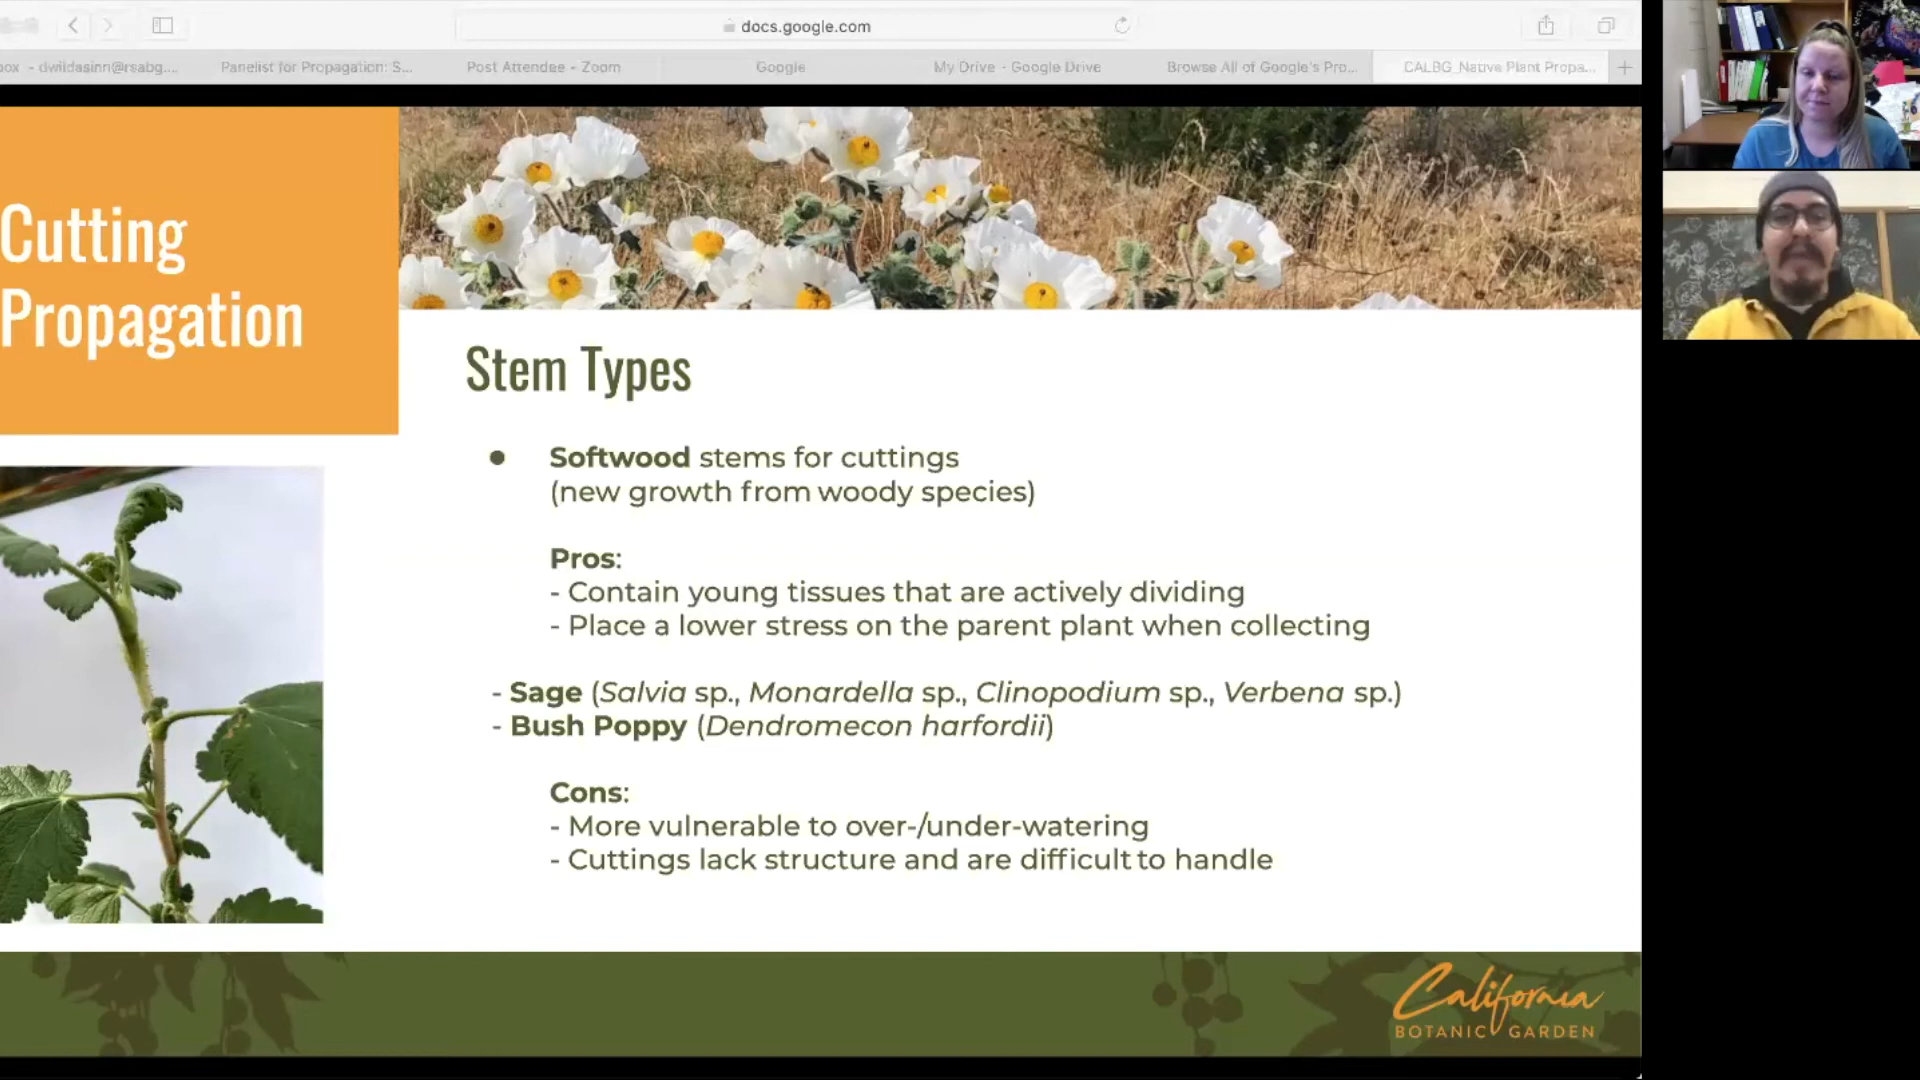 docs.google.com
Panelist for Propagation: S...
Post Attendee - Zoom
Google
My Drive - Google Drive
Browse All of Google's Pro...
CALBG_Native Plant Propa...
Cutting
Propagation
Stem Types
● Softwood stems for cuttings
(new growth from woody species)
Pros:
- Contain young tissues that are actively dividing
- Place a lower stress on the parent plant when collecting
- Sage (Salvia sp., Monardella sp., Clinopodium sp., Verbena sp.)
- Bush Poppy (Dendromecon harfordii)
Cons:
- More vulnerable to over-/under-watering
- Cuttings lack structure and are difficult to handle
California
BOTANIC GARDEN